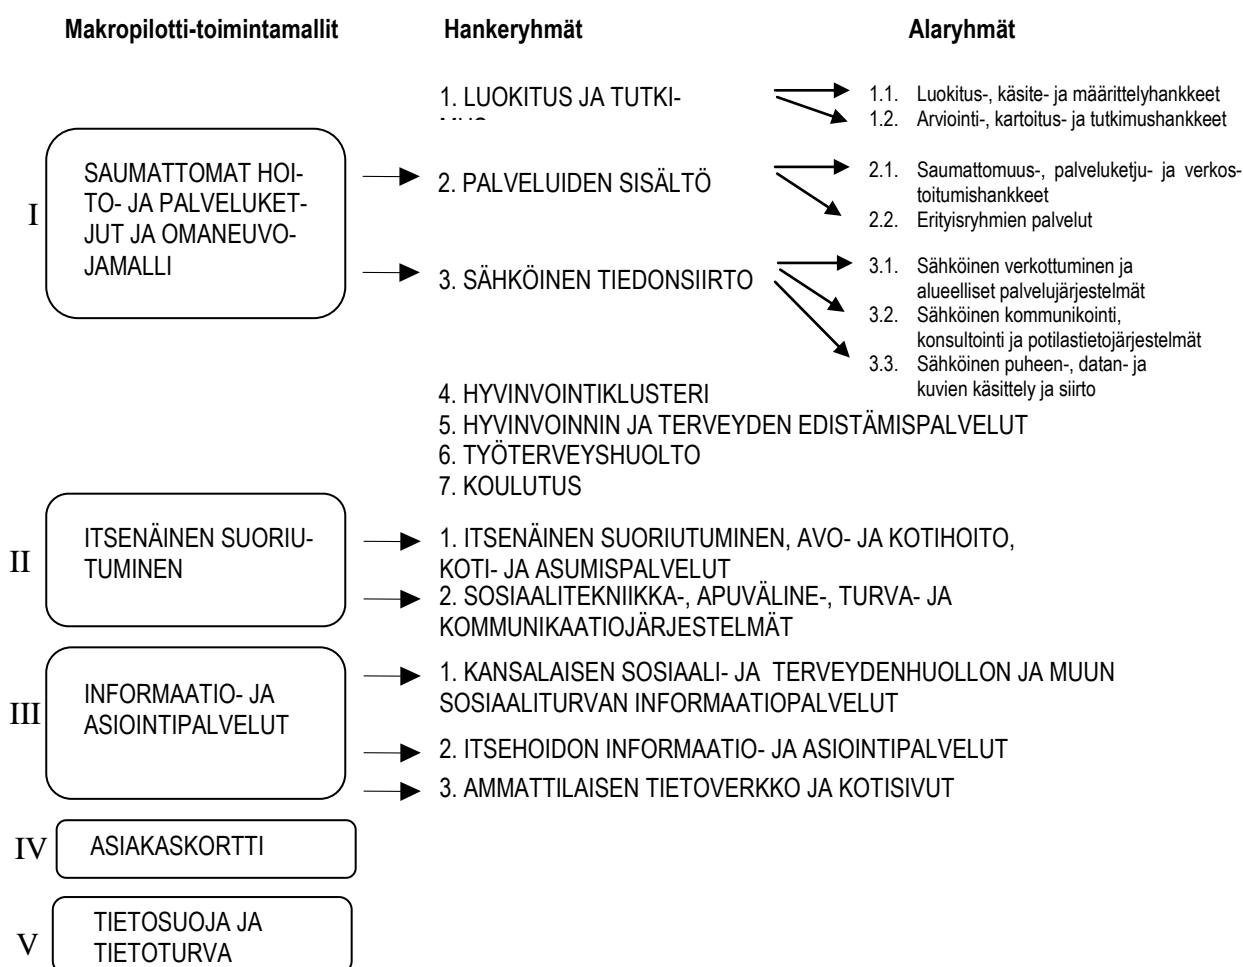 Makropilotti-toimintamallit
Hankeryhmät
Alaryhmät
1. LUOKITUS JA TUTKI-
1.1. Luokitus-, käsite- ja määrittelyhankkeet
1.2. Arviointi-, kartoitus- ja tutkimushankkeet
I
SAUMATTOMAT HOI-
TO- JA PALVELUKET-
JUT JA OMANEUVO-
JAMALLI
2. PALVELUIDEN SISÄLTÖ
2.1. Saumattomuus-, palveluketju- ja verkos-
toitumishankkeet
2.2. Erityisryhmien palvelut
3. SÄHKÖINEN TIEDONSIIRTO
3.1. Sähköinen verkottuminen ja
alueelliset palvelujärjestelmät
3.2. Sähköinen kommunikointi,
konsultointi ja potilastietojärjestelmät
3.3. Sähköinen puheen-, datan- ja
kuvien käsittely ja siirto
4. HYVINVOINTIKLUSTERI
5. HYVINVOINNIN JA TERVEYDEN EDISTÄMISPALVELUT
6. TYÖTERVEYSHUOLTO
7. KOULUTUS
II
ITSENÄINEN SUORIU-
TUMINEN
1. ITSENÄINEN SUORIUTUMINEN, AVO- JA KOTIHOITO,
KOTI- JA ASUMISPALVELUT
2. SOSIAALITEKNIIKKA-, APUVÄLINE-, TURVA- JA
KOMMUNIKAATIOJÄRJESTELMÄT
III
INFORMAATIO- JA
ASIOINTIPALVELUT
1. KANSALAISEN SOSIAALI- JA TERVEYDENHUOLLON JA MUUN
SOSIAALITURVAN INFORMAATIOPALVELUT
2. ITSEHOIDON INFORMAATIO- JA ASIOINTIPALVELUT
3. AMMATTILAISEN TIETOVERKKO JA KOTISIVUT
IV
ASIAKASKORTTI
V
TIETOSUOJA JA
TIETOTURVA